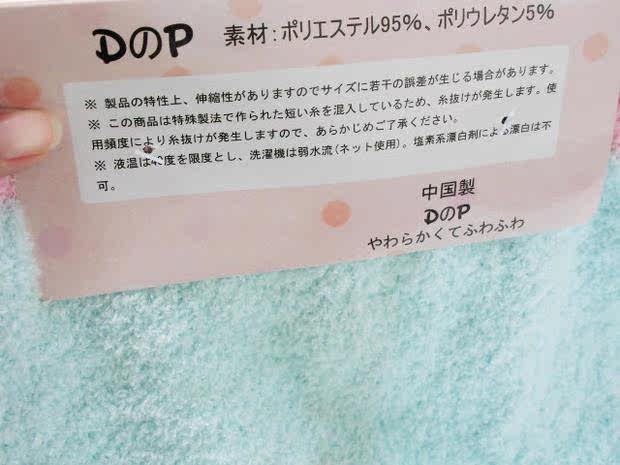 DのP 素材：ポリエステル95%、ポリウレタン5%
※ 製品の特性上、伸縮性がありますのでサイズに若干の誤差が生じる場合があります。
※ この商品は特殊製法で作られた短い糸を混入しているため、糸抜けが発生します。使
用頻度により糸抜けが発生しますので、あらかじめご了承ください。
※ 液温は40度を限度とし、洗濯機は弱水流（ネット使用）。塩素系漂白剤による漂白は不
可。
中国製
DのP
やわらかくてふわふわ